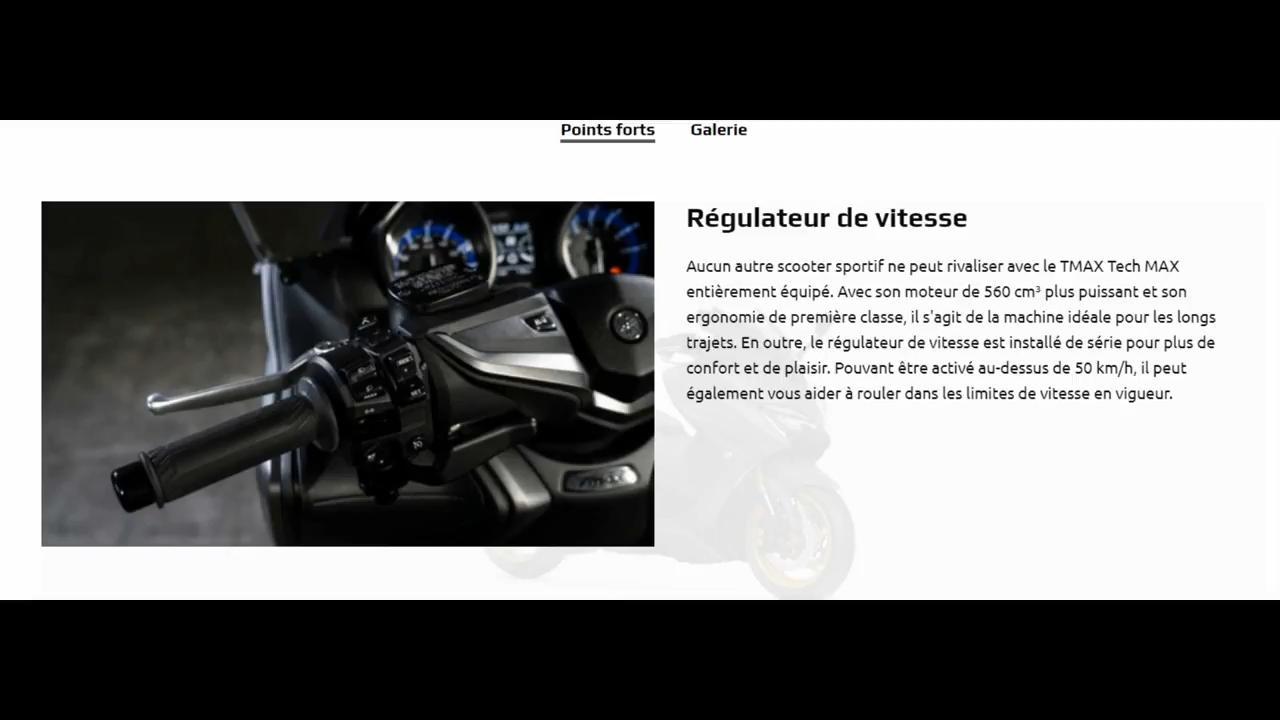 Points forts Galerie
Régulateur de vitesse
Aucun autre scooter sportif ne peut rivaliser avec le TMAX Tech MAX
entièrement équipé. Avec son moteur de 560 cm³ plus puissant et son
ergonomie de première classe, il s'agit de la machine idéale pour les longs
trajets. En outre, le régulateur de vitesse est installé de série pour plus de
confort et de plaisir. Pouvant être activé au-dessus de 50 km/h, il peut
également vous aider à rouler dans les limites de vitesse en vigueur.